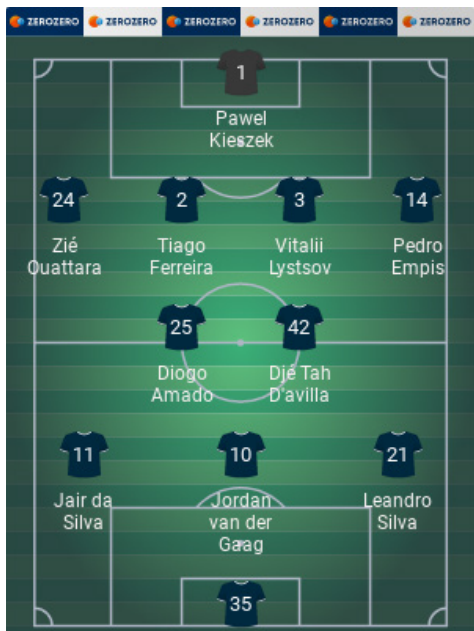 ZEROZERO ZEROZERO ZEROZERO ZEROZERO ZEROZERO ZEROZERO
1
Pawel
Kieszek
24 2 3 14
Zié Tiago Vitalii Pedro
Ouattara Ferreira Lystsov Empis
25 42
Diogo Djé Tah
Amado D'avilla
11 10 21
Jair da Jordan Leandro
Silva van der Silva
Gaag
35